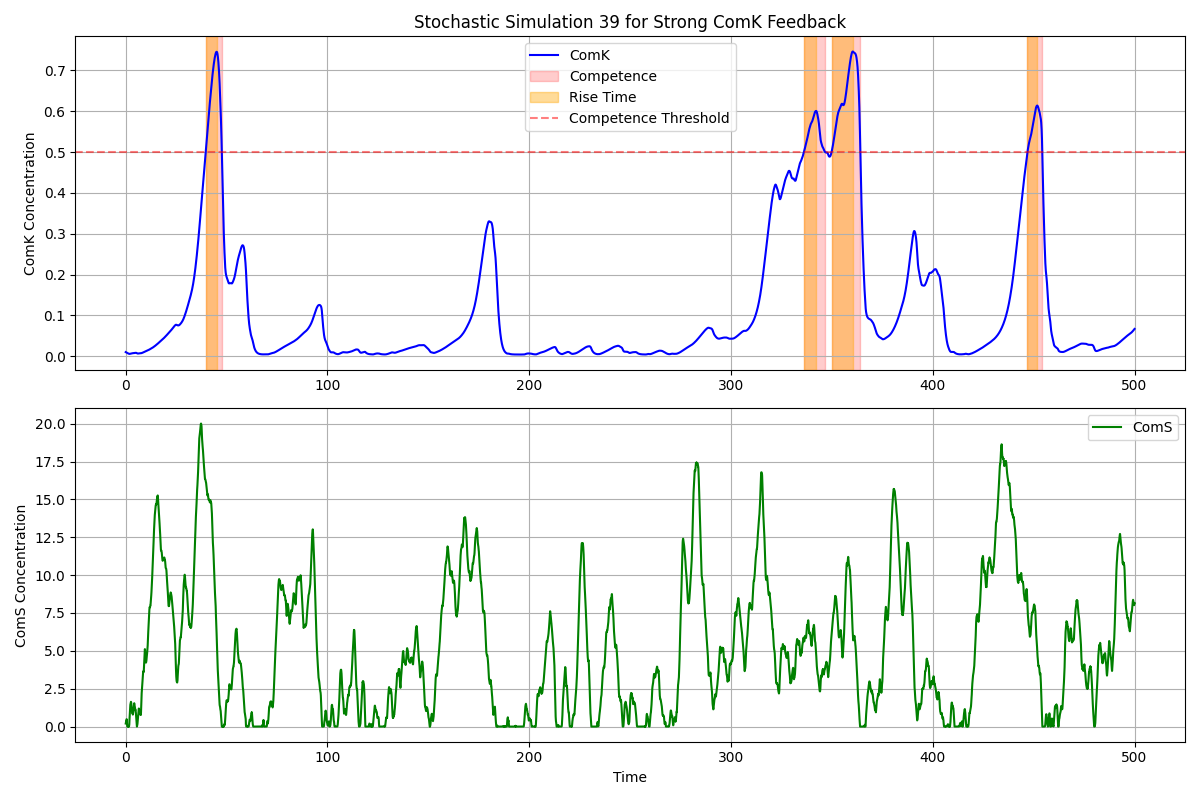 Stochastic Simulation 39 for Strong ComK Feedback
ComK Concentration
0.7
0.6
0.5
0.4
0.3
0.2
0.1
0.0
ComK
Competence
Rise Time
Competence Threshold
0 100 200 300 400 500
ComS Concentration
20.0
17.5
15.0
12.5
10.0
7.5
5.0
2.5
0.0
ComS
0 100 200 300 400 500
Time